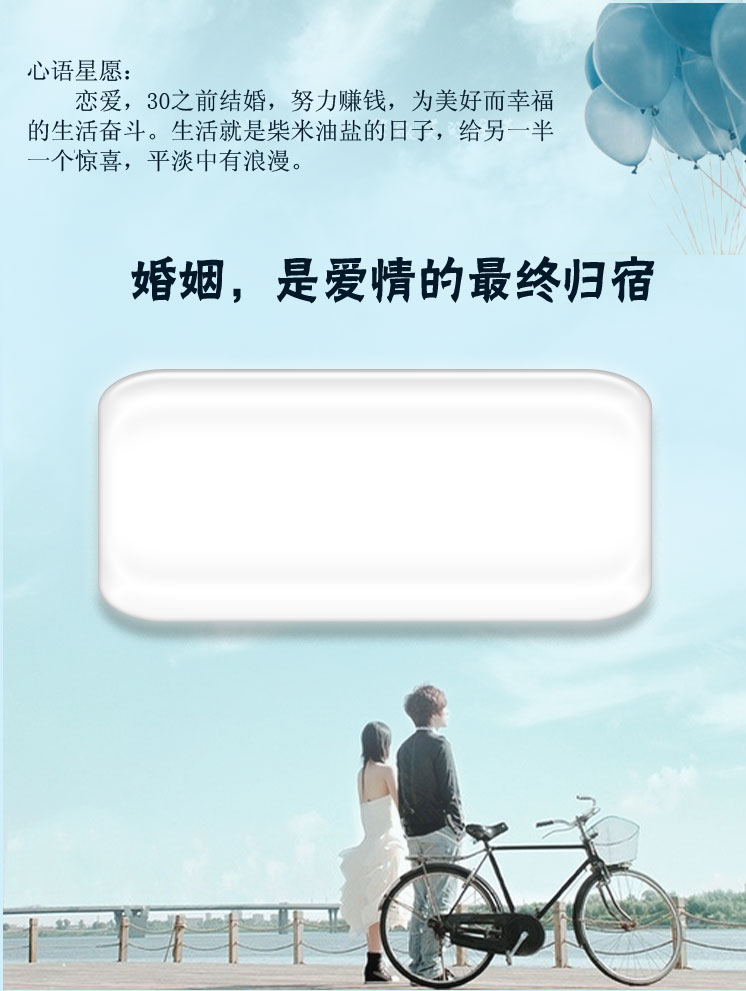 心语星愿：
恋爱，30之前结婚，努力赚钱，为美好而幸福
的生活奋斗。生活就是柴米油盐的日子，给另一半
一个惊喜，平淡中有浪漫。
婚姻，是爱情的最终归宿